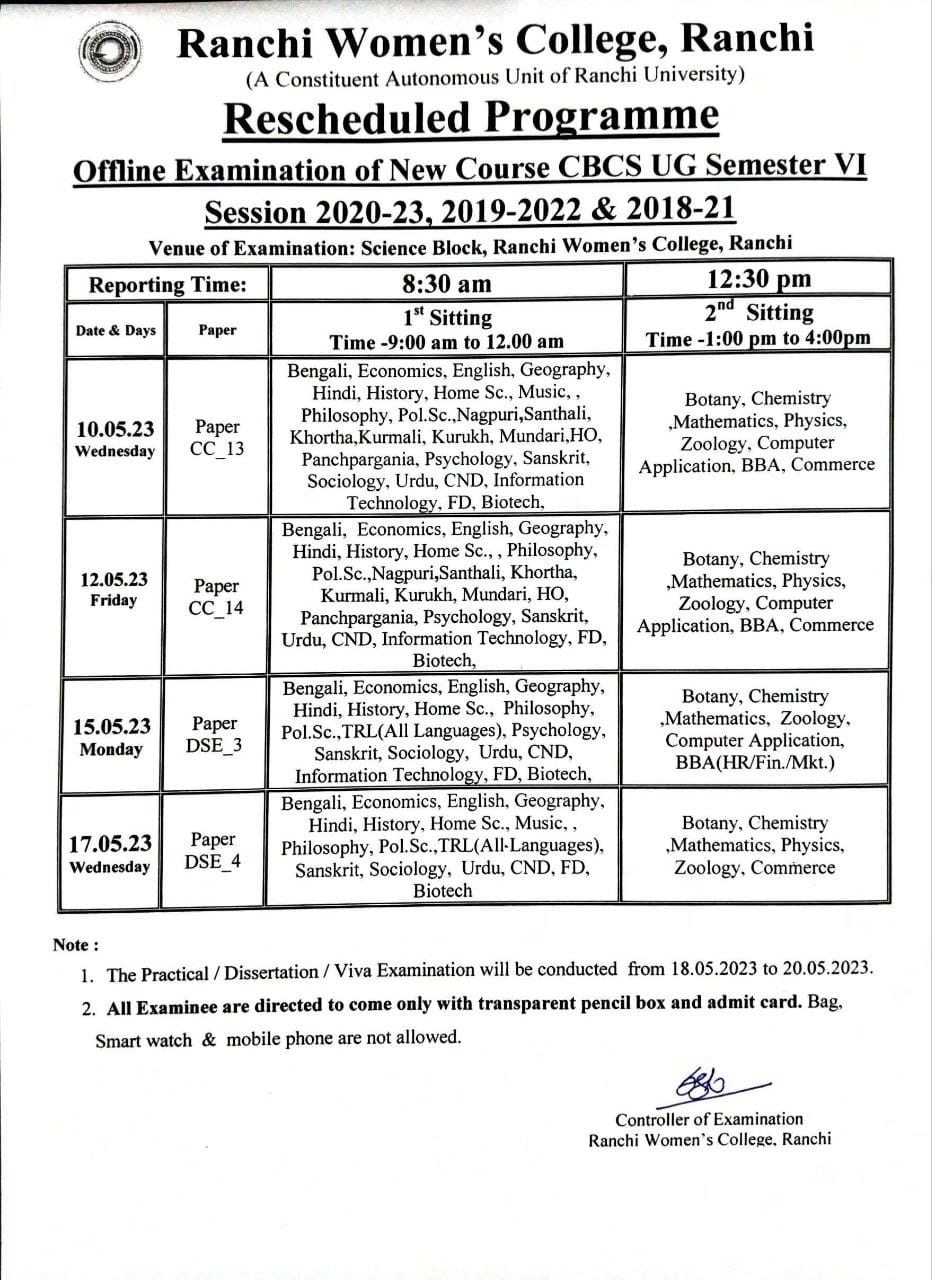 Ranchi Women's College, Ranchi
(A Constituent Autonomous Unit of Ranchi University)
Rescheduled Programme
Offline Examination of New Course CBCS UG Semester VI
Session 2020-23, 2019-2022 & 2018-21
Venue of Examination: Science Block, Ranchi Women's College, Ranchi
Reporting Time: 8:30 am 12:30 pm
Date & Days Paper
1st Sitting
Time -9:00 am to 12.00 am
2nd Sitting
Time -1:00 pm to 4:00pm
10.05.23
Wednesday
Paper
CC_13
Bengali, Economics, English, Geography,
Hindi, History, Home Sc., Music, ,
Philosophy, Pol.Sc.,Nagpuri,Santhali,
Khortha,Kurmali, Kurukh, Mundari,HO,
Panchpargania, Psychology, Sanskrit,
Sociology, Urdu, CND, Information
Technology, FD, Biotech,
Botany, Chemistry
,Mathematics, Physics,
Zoology, Computer
Application, BBA, Commerce
12.05.23
Friday
Paper
CC_14
Bengali, Economics, English, Geography,
Hindi, History, Home Sc., , Philosophy,
Pol.Sc.,Nagpuri,Santhali, Khortha,
Kurmali, Kurukh, Mundari, HO,
Panchpargania, Psychology, Sanskrit,
Urdu, CND, Information Technology, FD,
Biotech,
Botany, Chemistry
,Mathematics, Physics,
Zoology, Computer
Application, BBA, Commerce
15.05.23
Monday
Paper
DSE_3
Bengali, Economics, English, Geography,
Hindi, History, Home Sc., Philosophy,
Pol.Sc.,TRL(All Languages), Psychology,
Sanskrit, Sociology, Urdu, CND,
Information Technology, FD, Biotech,
Botany, Chemistry
,Mathematics, Zoology,
Computer Application,
BBA(HR/Fin./Mkt.)
17.05.23
Wednesday
Paper
DSE_4
Bengali, Economics, English, Geography,
Hindi, History, Home Sc., Music, ,
Philosophy, Pol.Sc.,TRL(All-Languages),
Sanskrit, Sociology, Urdu, CND, FD,
Biotech
Botany, Chemistry
,Mathematics, Physics,
Zoology, Commerce
Note :
1. The Practical / Dissertation / Viva Examination will be conducted from 18.05.2023 to 20.05.2023.
2. All Examinee are directed to come only with transparent pencil box and admit card. Bag,
Smart watch & mobile phone are not allowed.
Controller of Examination
Ranchi Women's College, Ranchi